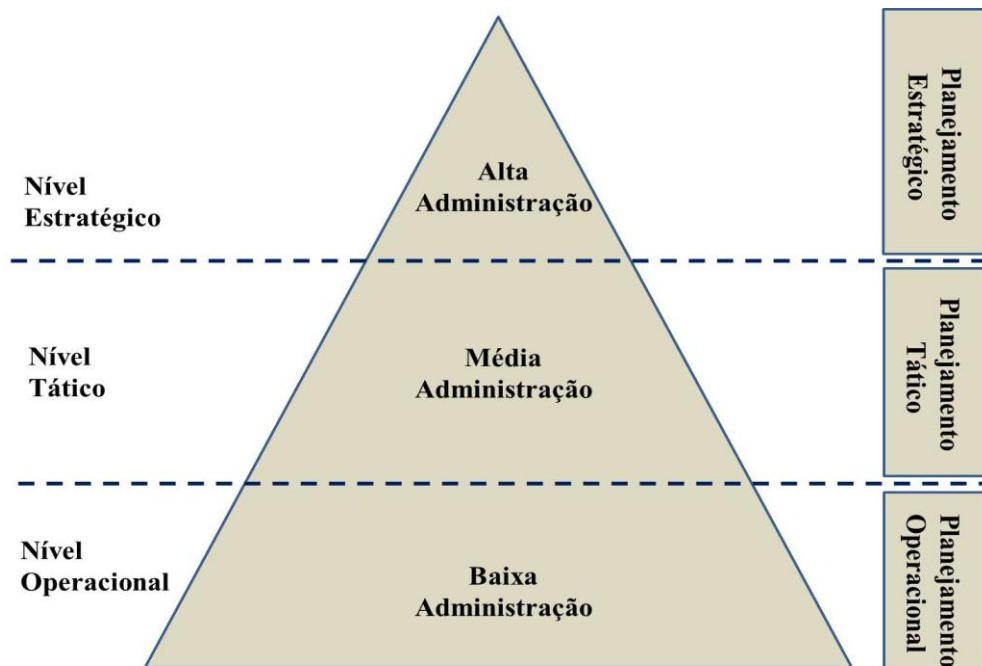 Nível
Estratégico
Alta
Administração
Planejamento
Estratégico
Nível
Tático
Média
Administração
Planejamento
Tático
Nível
Operacional
Baixa
Administração
Planejamento
Operacional